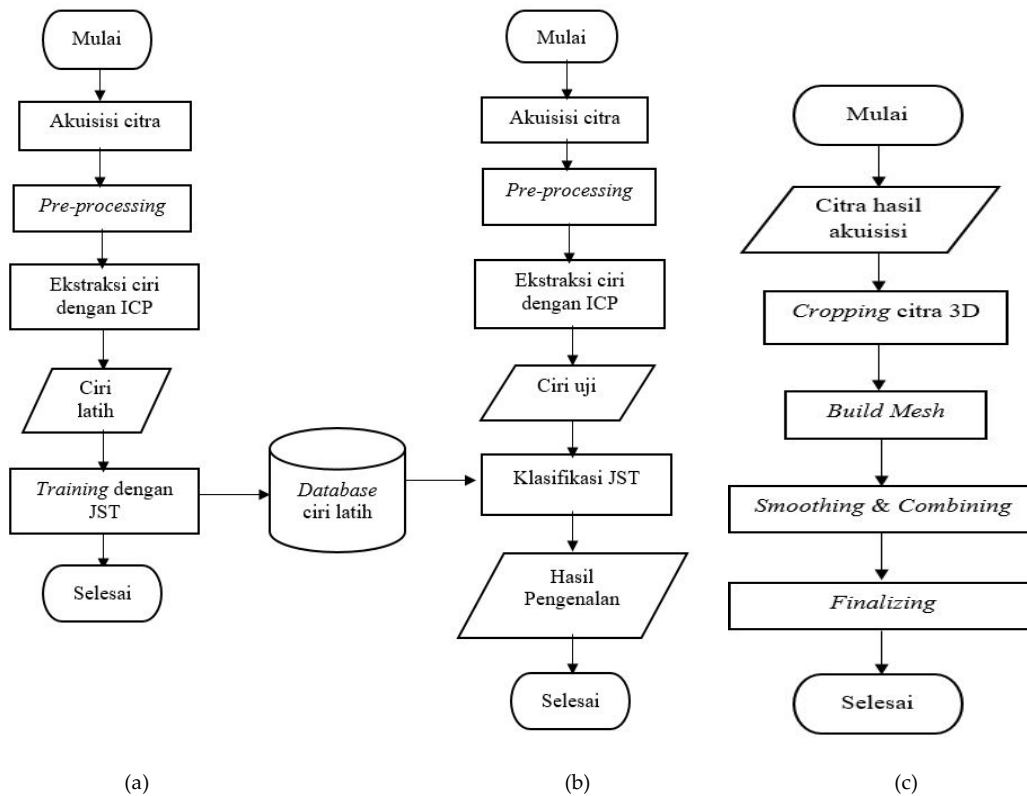 Mulai
Akuisisi citra
Pre-processing
Ekstraksi ciri
dengan ICP
Ciri
latih
Training dengan
JST
Selesai
Database
ciri latih
(a)
Mulai
Akuisisi citra
Pre-processing
Ekstraksi ciri
dengan ICP
Ciri uji
Klasifikasi JST
Hasil
Pengenalan
Selesai
(b)
Mulai
Citra hasil
akuisisi
Cropping citra 3D
Build Mesh
Smoothing & Combining
Finalizing
Selesai
(c)